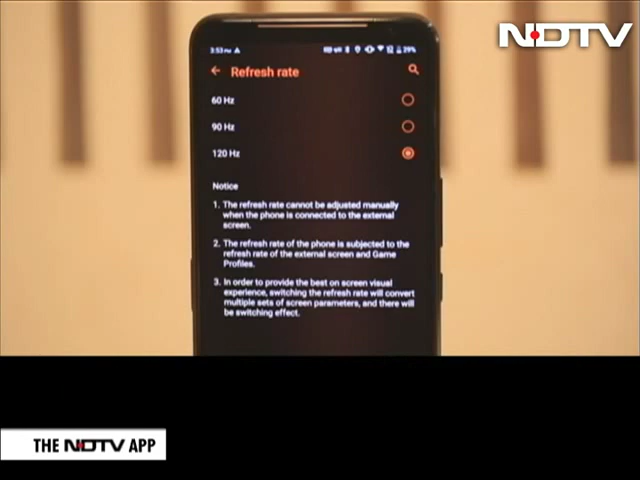 NDTV
3:53 PM
29%
Refresh rate
60 Hz
90 Hz
120 Hz
Notice
1. The refresh rate cannot be adjusted manually
when the phone is connected to the external
screen.
2. The refresh rate of the phone is subjected to the
refresh rate of the external screen and Game
Profiles.
3. In order to provide the best on screen visual
experience, switching the refresh rate will convert
multiple sets of screen parameters, and there will
be switching effect.
THE NDTV APP